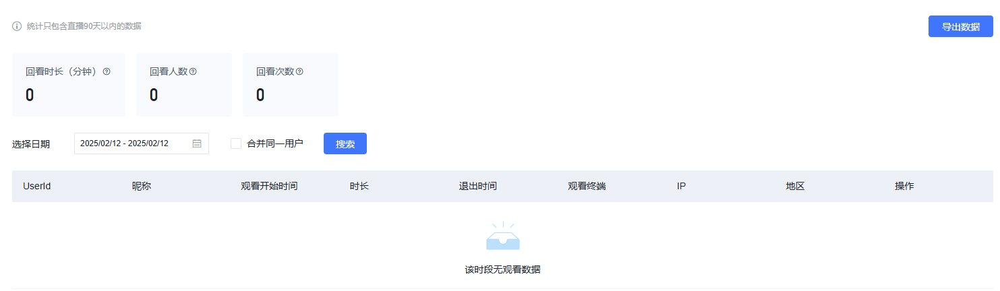 统计只包含直播90天以内的数据
导出数据
回看时长（分钟） 回看人数 回看次数
0 0 0
选择日期 2025/02/12 - 2025/02/12 合并同一用户 搜索
UserId 昵称 观看开始时间 时长 退出时间 观看终端 IP 地区 操作
该时段无观看数据